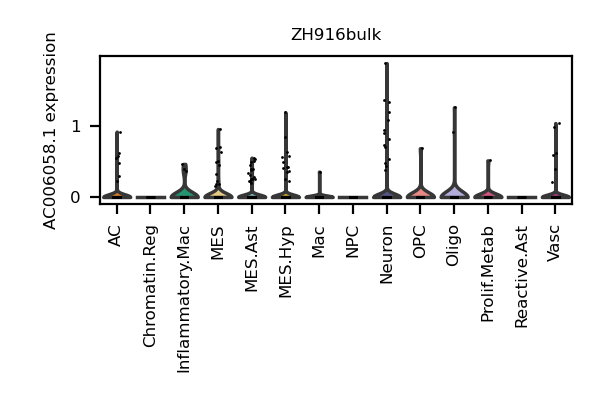 ZH916bulk
AC006058.1 expression
1
0
AC
Chromatin.Reg
Inflammatory.Mac
MES
MES.Ast
MES.Hyp
Mac
NPC
Neuron
OPC
Oligo
Prolif.Metab
Reactive.Ast
Vasc